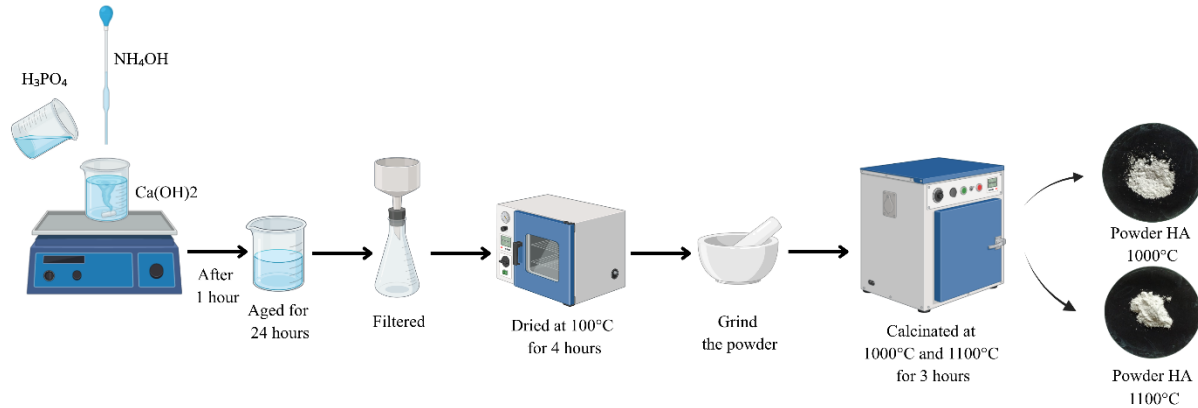 NH₄OH
H₃PO₄
Ca(OH)2
After
1 hour
Aged for
24 hours
Filtered
Dried at 100°C
for 4 hours
Grind
the powder
Calcinated at
1000°C and 1100°C
for 3 hours
Powder HA
1000°C
Powder HA
1100°C